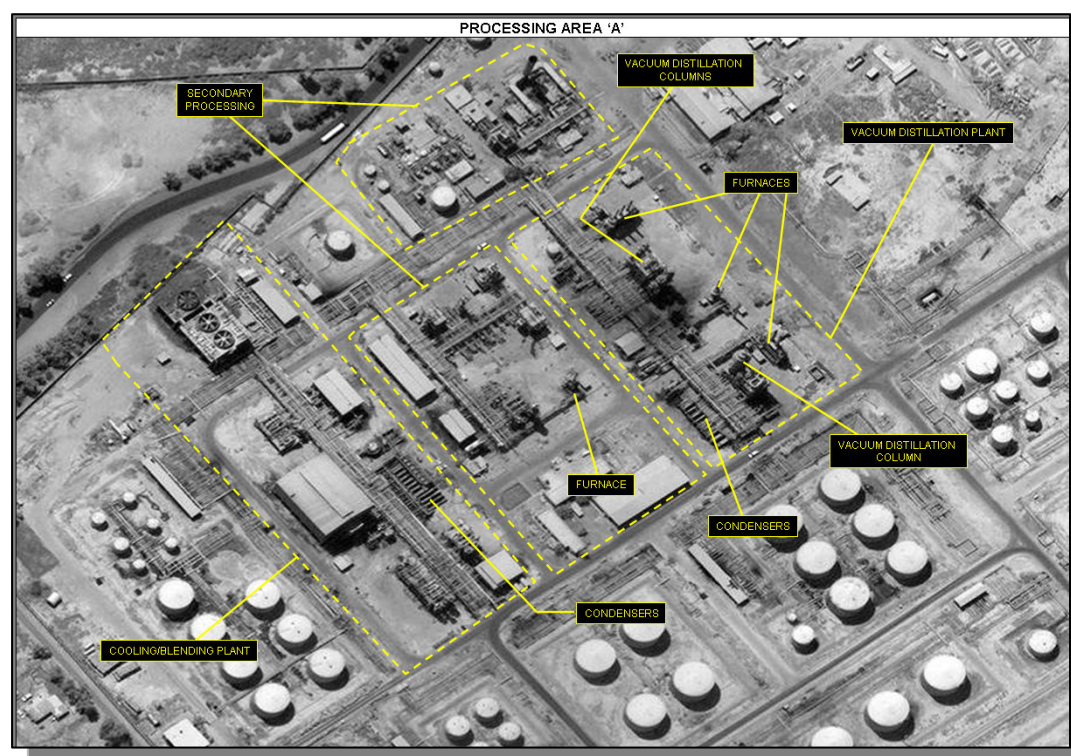 PROCESSING AREA 'A'
VACUUM DISTILLATION
COLUMNS
SECONDARY
PROCESSING
VACUUM DISTILLATION PLANT
FURNACES
VACUUM DISTILLATION
COLUMN
FURNACE
CONDENSERS
CONDENSERS
COOLING/BLENDING PLANT